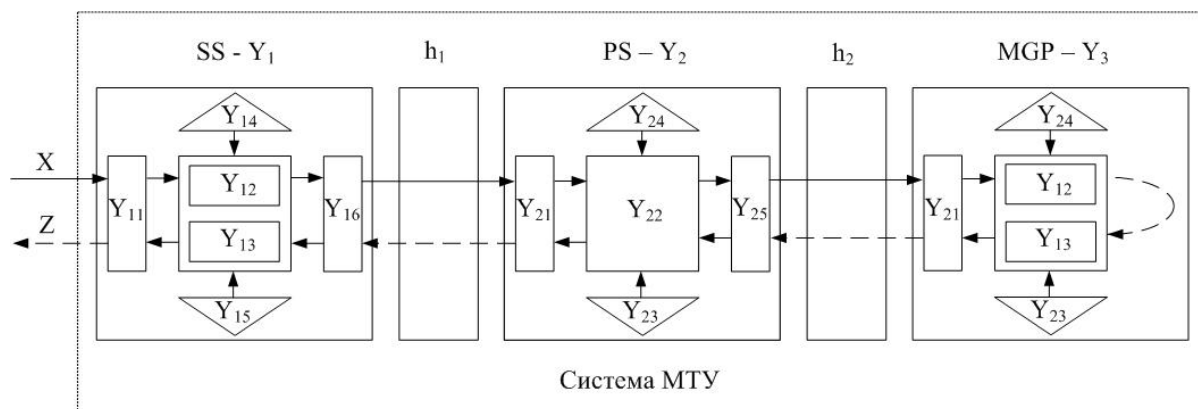 SS - Y₁ h₁ PS – Y₂ h₂ MGP – Y₃
Y₁₄ Y₂₄ Y₂₄
X Y₁₂ Y₁₂
Y₁₁ Y₁₆ Y₂₁ Y₂₂ Y₂₅ Y₂₁
Z Y₁₃ Y₁₃
Y₁₅ Y₂₃ Y₂₃
Система МТУ